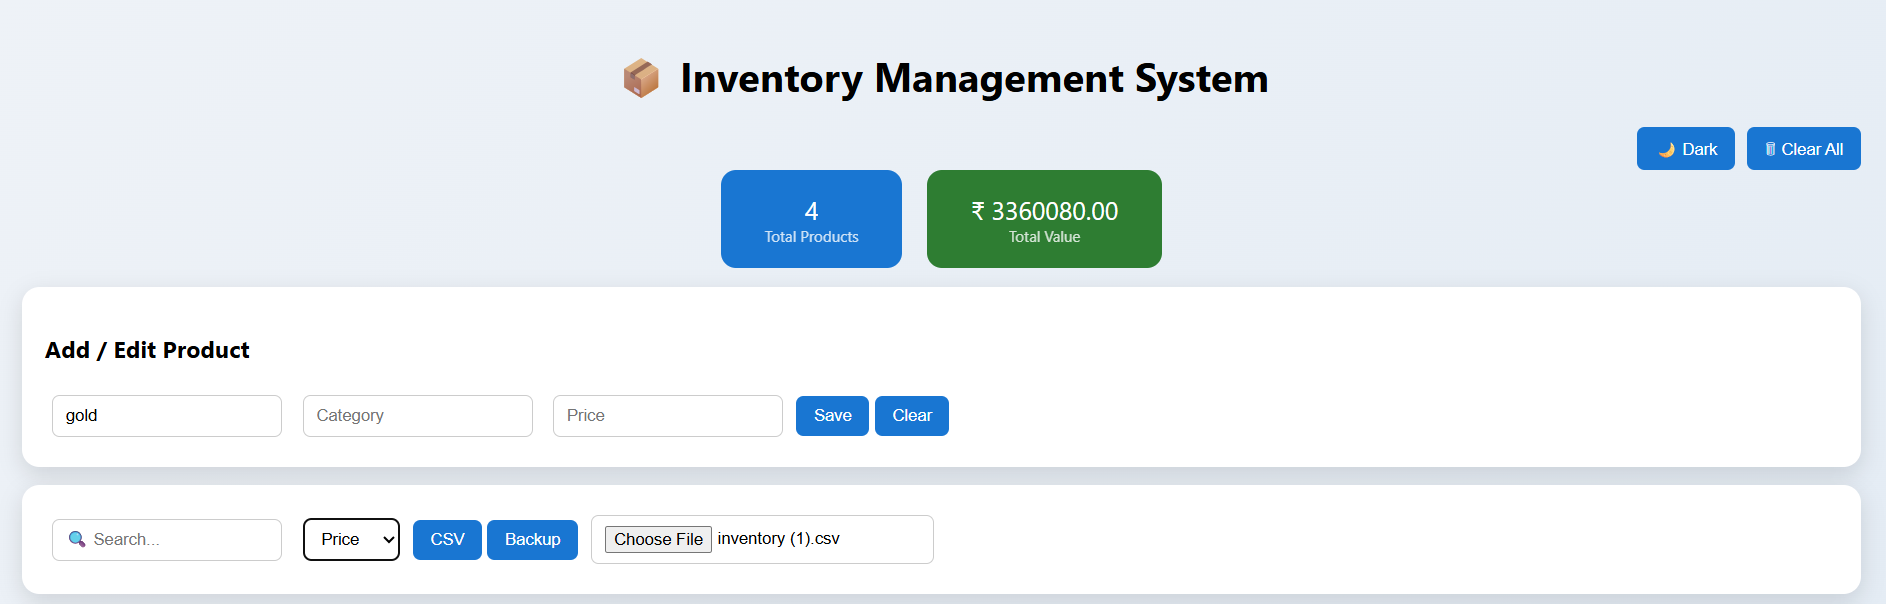 Inventory Management System
Dark
Clear All
4
Total Products
₹ 3360080.00
Total Value
Add / Edit Product
gold
Category
Price
Save
Clear
Search...
Price
CSV
Backup
Choose File
inventory (1).csv